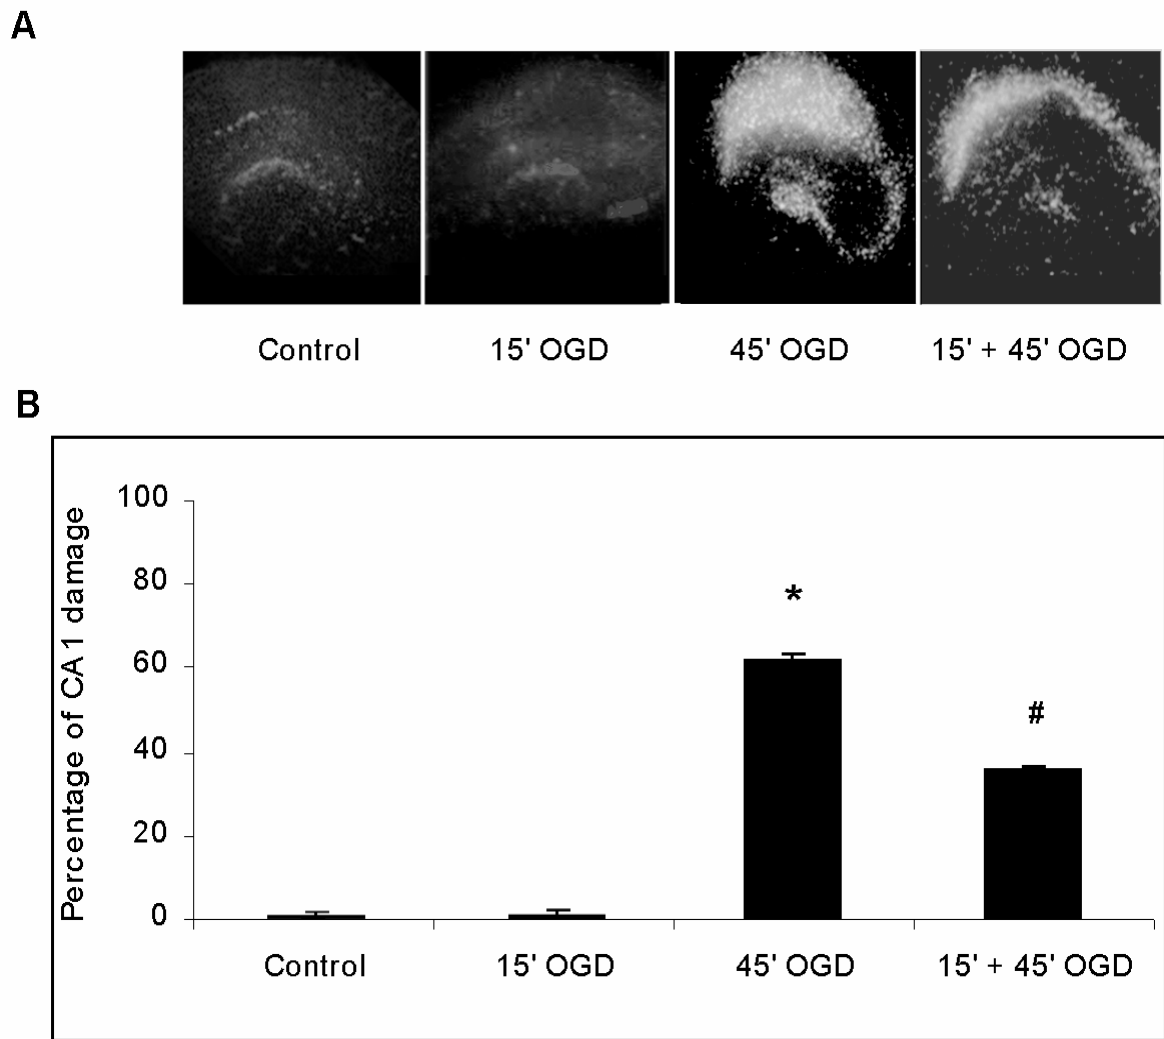 A
Control 15' OGD 45' OGD 15' + 45' OGD
B
Percentage of CA1 damage
100
80
60
40
20
0
*
#
Control 15' OGD 45' OGD 15' + 45' OGD